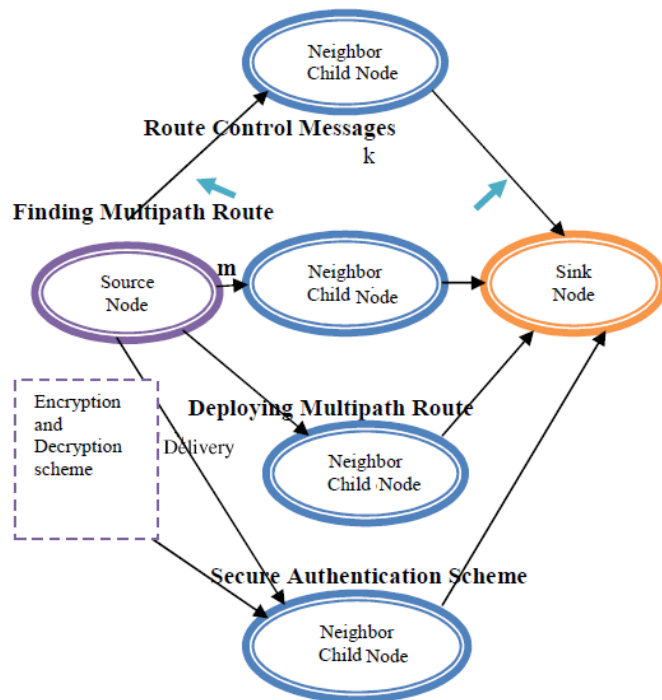 Neighbor
Child Node
Route Control Messages
k
Finding Multipath Route
m
Source
Node
Neighbor
Child Node
Sink
Node
Encryption
and
Decryption
scheme
Deploying Multipath Route
Delivery
Neighbor
Child Node
Secure Authentication Scheme
Neighbor
Child Node